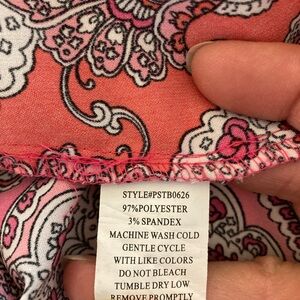 STYLE#PSTB0626
97%POLYESTER
3% SPANDEX
MACHINE WASH COLD
GENTLE CYCLE
WITH LIKE COLORS
DO NOT BLEACH
TUMBLE DRY LOW
REMOVE PROMPTLY